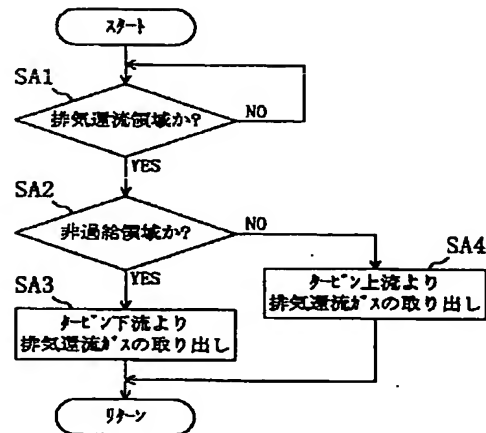 スタート
SA1
排気還流領域か?
NO
YES
SA2
非過給領域か?
NO
YES
SA3
タービン下流より
排気還流ガスの取り出し
SA4
タービン上流より
排気還流ガスの取り出し
リターン